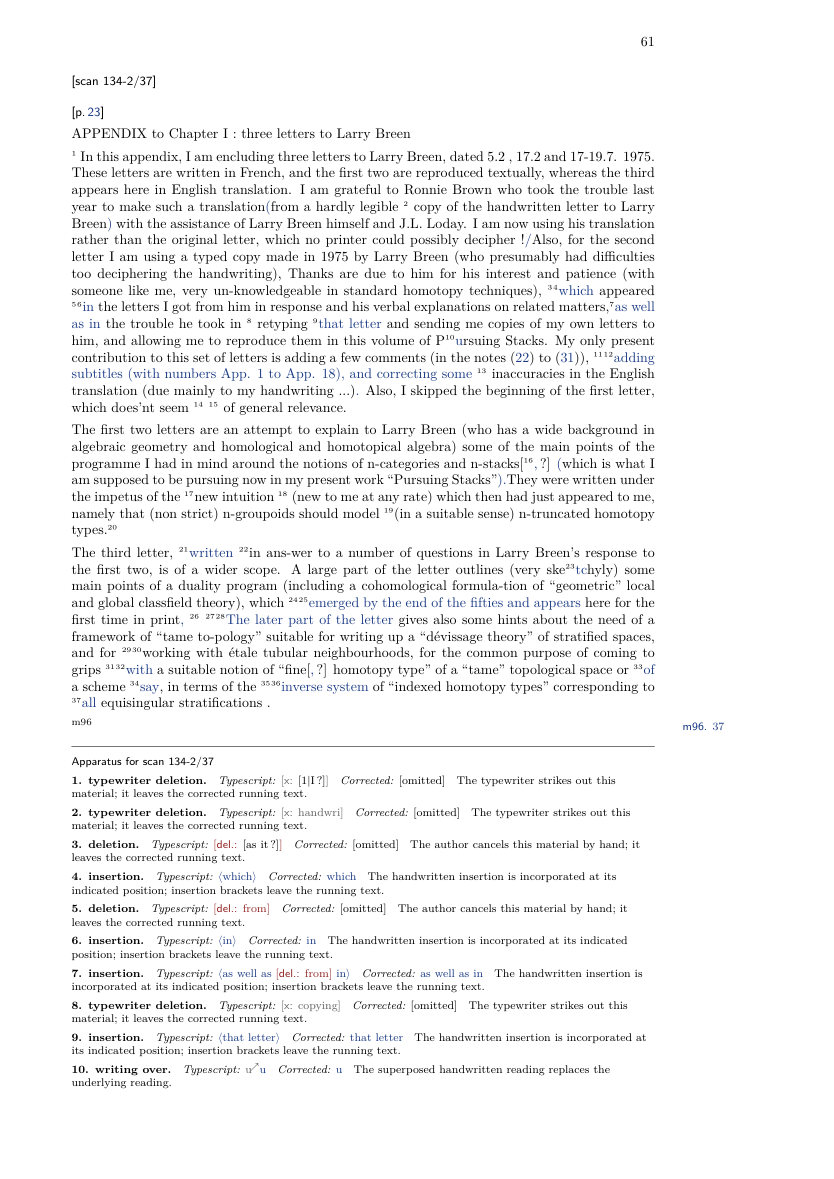 61
[scan 134-2/37]
[p. 23]
APPENDIX to Chapter I : three letters to Larry Breen
¹ In this appendix, I am encluding three letters to Larry Breen, dated 5.2 , 17.2 and 17-19.7. 1975.
These letters are written in French, and the first two are reproduced textually, whereas the third
appears here in English translation. I am grateful to Ronnie Brown who took the trouble last
year to make such a translation(from a hardly legible ² copy of the handwritten letter to Larry
Breen) with the assistance of Larry Breen himself and J.L. Loday. I am now using his translation
rather than the original letter, which no printer could possibly decipher !/Also, for the second
letter I am using a typed copy made in 1975 by Larry Breen (who presumably had difficulties
too deciphering the handwriting), Thanks are due to him for his interest and patience (with
someone like me, very un-knowledgeable in standard homotopy techniques), ³⁴which appeared
⁵⁶in the letters I got from him in response and his verbal explanations on related matters,⁷as well
as in the trouble he took in ⁸ retyping ⁹that letter and sending me copies of my own letters to
him, and allowing me to reproduce them in this volume of P¹⁰ursuing Stacks. My only present
contribution to this set of letters is adding a few comments (in the notes (22) to (31)), ¹¹¹²adding
subtitles (with numbers App. 1 to App. 18), and correcting some ¹³ inaccuracies in the English
translation (due mainly to my handwriting ...). Also, I skipped the beginning of the first letter,
which does'nt seem ¹⁴ ¹⁵ of general relevance.
The first two letters are an attempt to explain to Larry Breen (who has a wide background in
algebraic geometry and homological and homotopical algebra) some of the main points of the
programme I had in mind around the notions of n-categories and n-stacks[¹⁶, ?] (which is what I
am supposed to be pursuing now in my present work “Pursuing Stacks”).They were written under
the impetus of the ¹⁷new intuition ¹⁸ (new to me at any rate) which then had just appeared to me,
namely that (non strict) n-groupoids should model ¹⁹(in a suitable sense) n-truncated homotopy
types.²⁰
The third letter, ²¹written ²²in ans-wer to a number of questions in Larry Breen's response to
the first two, is of a wider scope. A large part of the letter outlines (very ske²³tchyly) some
main points of a duality program (including a cohomological formula-tion of “geometric” local
and global classfield theory), which ²⁴²⁵emerged by the end of the fifties and appears here for the
first time in print, ²⁶ ²⁷²⁸The later part of the letter gives also some hints about the need of a
framework of “tame to-pology” suitable for writing up a “dévissage theory” of stratified spaces,
and for ²⁹³⁰working with étale tubular neighbourhoods, for the common purpose of coming to
grips ³¹³²with a suitable notion of “fine[, ?] homotopy type” of a “tame” topological space or ³³of
a scheme ³⁴say, in terms of the ³⁵³⁶inverse system of “indexed homotopy types” corresponding to
³⁷all equisingular stratifications .
m96
m96. 37
Apparatus for scan 134-2/37
1. typewriter deletion. Typescript: [x: [1|I ?]] Corrected: [omitted] The typewriter strikes out this
material; it leaves the corrected running text.
2. typewriter deletion. Typescript: [x: handwri] Corrected: [omitted] The typewriter strikes out this
material; it leaves the corrected running text.
3. deletion. Typescript: [del.: [as it ?]] Corrected: [omitted] The author cancels this material by hand; it
leaves the corrected running text.
4. insertion. Typescript: ⟨which⟩ Corrected: which The handwritten insertion is incorporated at its
indicated position; insertion brackets leave the running text.
5. deletion. Typescript: [del.: from] Corrected: [omitted] The author cancels this material by hand; it
leaves the corrected running text.
6. insertion. Typescript: ⟨in⟩ Corrected: in The handwritten insertion is incorporated at its indicated
position; insertion brackets leave the running text.
7. insertion. Typescript: ⟨as well as [del.: from] in⟩ Corrected: as well as in The handwritten insertion is
incorporated at its indicated position; insertion brackets leave the running text.
8. typewriter deletion. Typescript: [x: copying] Corrected: [omitted] The typewriter strikes out this
material; it leaves the corrected running text.
9. insertion. Typescript: ⟨that letter⟩ Corrected: that letter The handwritten insertion is incorporated at
its indicated position; insertion brackets leave the running text.
10. writing over. Typescript: u↗u Corrected: u The superposed handwritten reading replaces the
underlying reading.